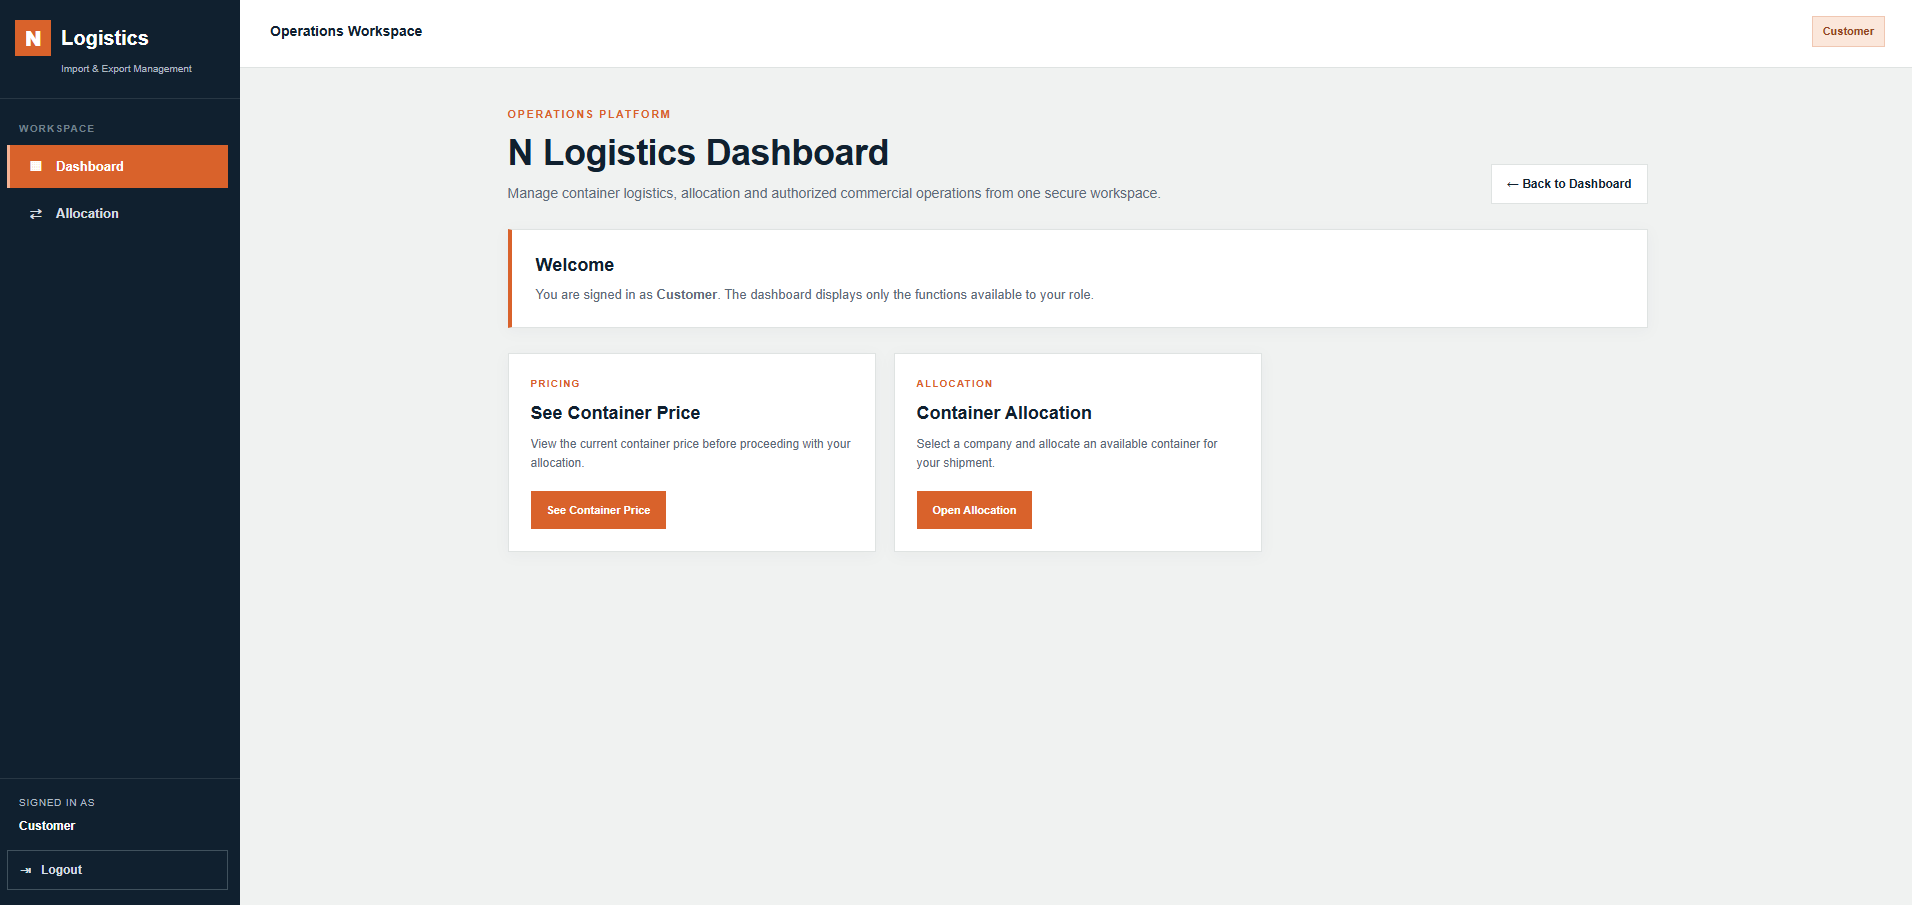 N Logistics
Import & Export Management
WORKSPACE
Dashboard
Allocation
SIGNED IN AS
Customer
Logout
Operations Workspace
Customer
OPERATIONS PLATFORM
N Logistics Dashboard
Manage container logistics, allocation and authorized commercial operations from one secure workspace.
← Back to Dashboard
Welcome
You are signed in as Customer. The dashboard displays only the functions available to your role.
PRICING
See Container Price
View the current container price before proceeding with your
allocation.
See Container Price
ALLOCATION
Container Allocation
Select a company and allocate an available container for
your shipment.
Open Allocation